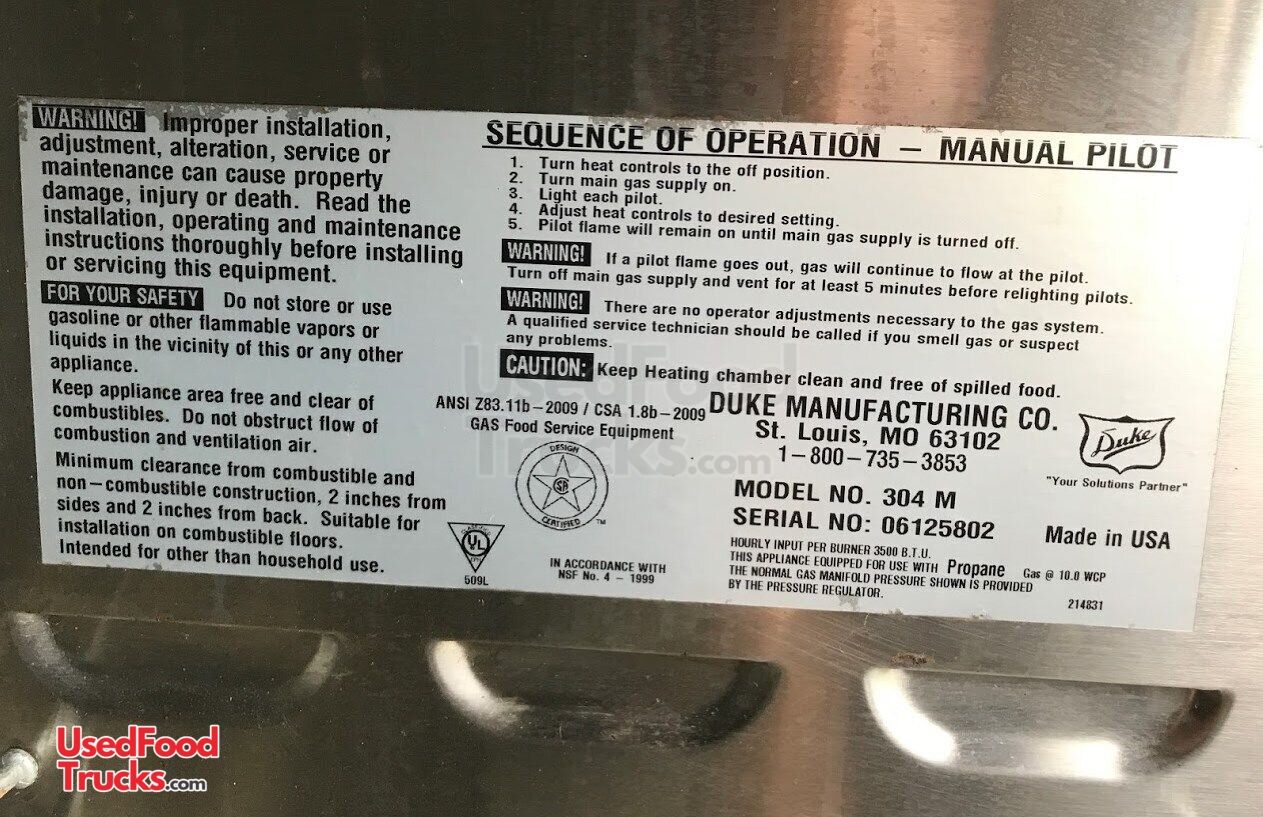 WARNING! Improper installation,
adjustment, alteration, service or
maintenance can cause property
damage, injury or death. Read the
installation, operating and maintenance
instructions thoroughly before installing
or servicing this equipment.
FOR YOUR SAFETY Do not store or use
gasoline or other flammable vapors or
liquids in the vicinity of this or any other
appliance.
Keep appliance area free and clear of
combustibles. Do not obstruct flow of
combustion and ventilation air.
Minimum clearance from combustible and
non-combustible construction, 2 inches from
sides and 2 inches from back. Suitable for
installation on combustible floors.
Intended for other than household use.
SEQUENCE OF OPERATION - MANUAL PILOT
1. Turn heat controls to the off position.
2. Turn main gas supply on.
3. Light each pilot.
4. Adjust heat controls to desired setting.
5. Pilot flame will remain on until main gas supply is turned off.
WARNING! If a pilot flame goes out, gas will continue to flow at the pilot.
Turn off main gas supply and vent for at least 5 minutes before relighting pilots.
WARNING! There are no operator adjustments necessary to the gas system.
A qualified service technician should be called if you smell gas or suspect
any problems.
CAUTION: Keep Heating chamber clean and free of spilled food.
ANSI Z83.11b-2009 / CSA 1.8b-2009
GAS Food Service Equipment
DESIGN
SA
CERTIFIED
TM
UL
509L
IN ACCORDANCE WITH
NSF No. 4 - 1999
DUKE MANUFACTURING CO.
St. Louis, MO 63102
1-800-735-3853
Duke
"Your Solutions Partner"
MODEL NO. 304 M
SERIAL NO: 06125802
Made in USA
HOURLY INPUT PER BURNER 3500 B.T.U.
THIS APPLIANCE EQUIPPED FOR USE WITH Propane Gas @ 10.0 WCP
THE NORMAL GAS MANIFOLD PRESSURE SHOWN IS PROVIDED
BY THE PRESSURE REGULATOR.
214831
UsedFood
Trucks.com
UsedFood
Trucks.com